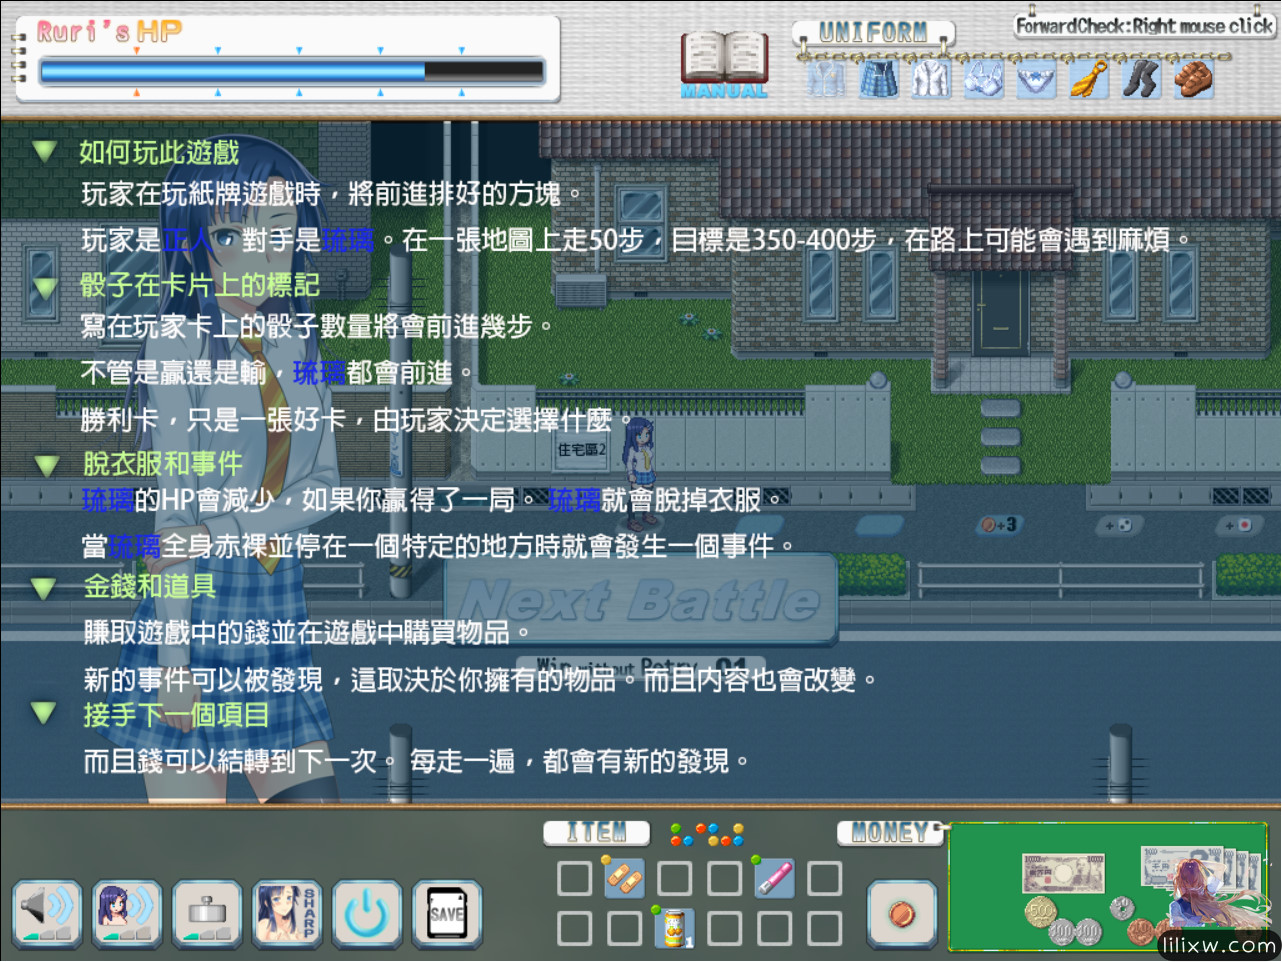 Ruri's HP
MANUAL
UNIFORM
ForwardCheck:Right mouse click
如何玩此遊戲
玩家在玩紙牌遊戲時，將前進排好的方塊。
玩家是正人，對手是琉璃。在一張地圖上走50步，目標是350-400步，在路上可能會遇到麻煩。
骰子在卡片上的標記
寫在玩家卡上的骰子數量將會前進幾步。
不管是贏還是輸，琉璃都會前進。
勝利卡，只是一張好卡，由玩家決定選擇什麼。
住宅區2
脫衣服和事件
琉璃的HP會減少，如果你贏得了一局。琉璃就會脫掉衣服。
+3
+
+
當琉璃全身赤裸並停在一個特定的地方時就會發生一個事件。
金錢和道具
Next Battle
賺取遊戲中的錢並在遊戲中購買物品。
Win without Retry 01
新的事件可以被發現，這取決於你擁有的物品。而且內容也會改變。
接手下一個項目
而且錢可以結轉到下一次。每走一遍，都會有新的發現。
ITEM
MONEY
SHARP
SAVE
1
500
100
100
lilixw.com